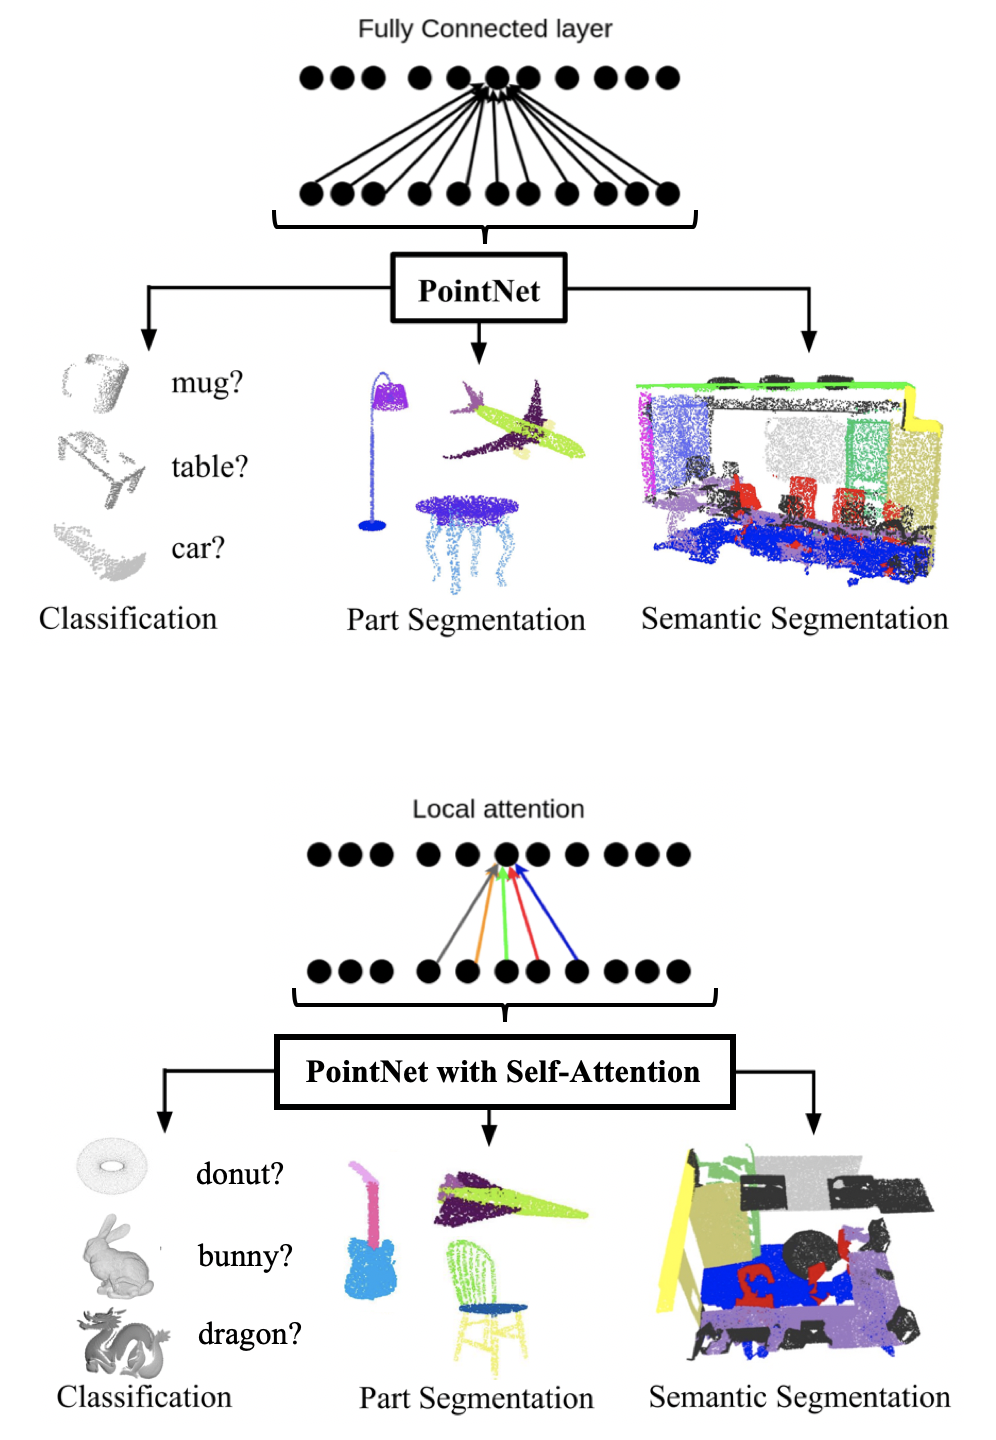 Fully Connected layer
PointNet
mug?
table?
car?
Classification
Part Segmentation
Semantic Segmentation
Local attention
PointNet with Self-Attention
donut?
bunny?
dragon?
Classification
Part Segmentation
Semantic Segmentation